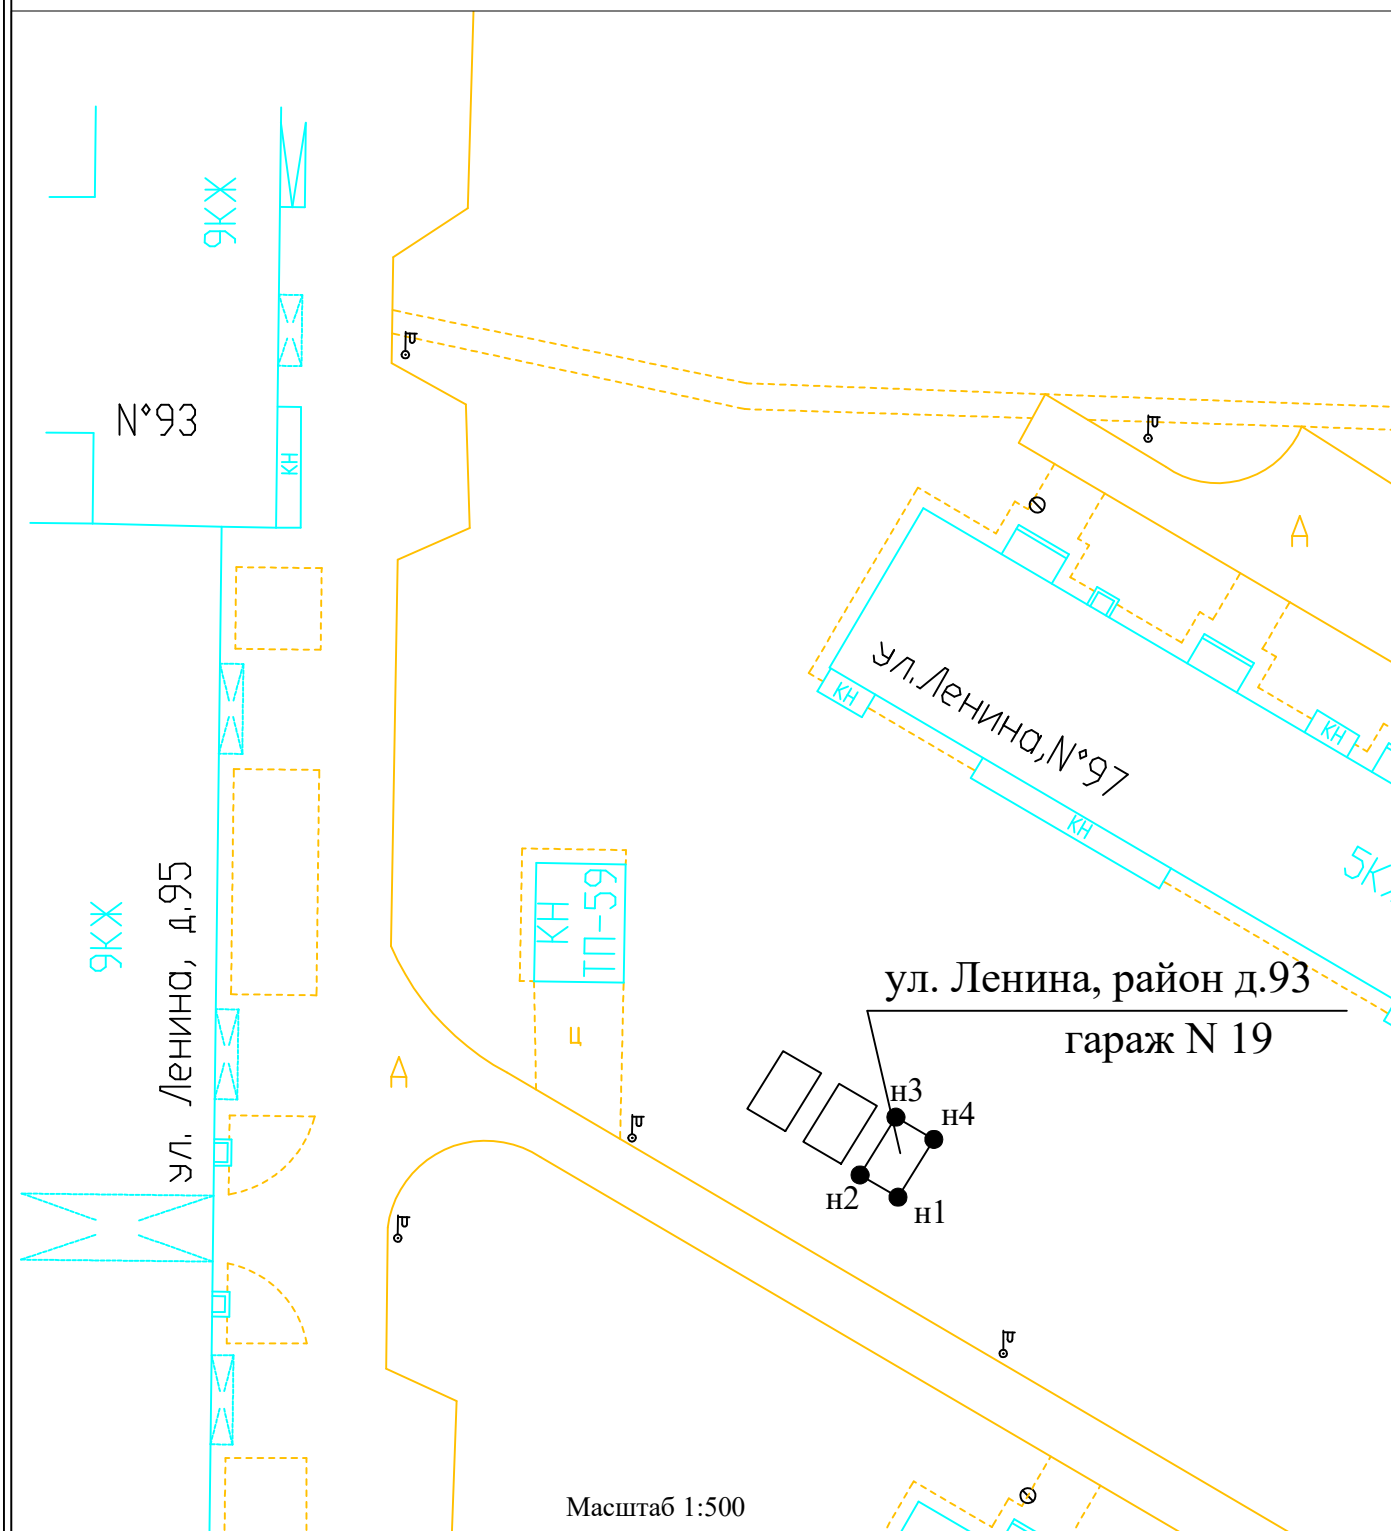 9КЖ
N°93
КН
А
ул.Ленина,N°97
КН
КН
КН
5К
9КЖ
ул. Ленина, д.95
КН
ТП-59
Ц
А
ул. Ленина, район д.93
гараж N 19
н3
н4
н2
н1
Масштаб 1:500